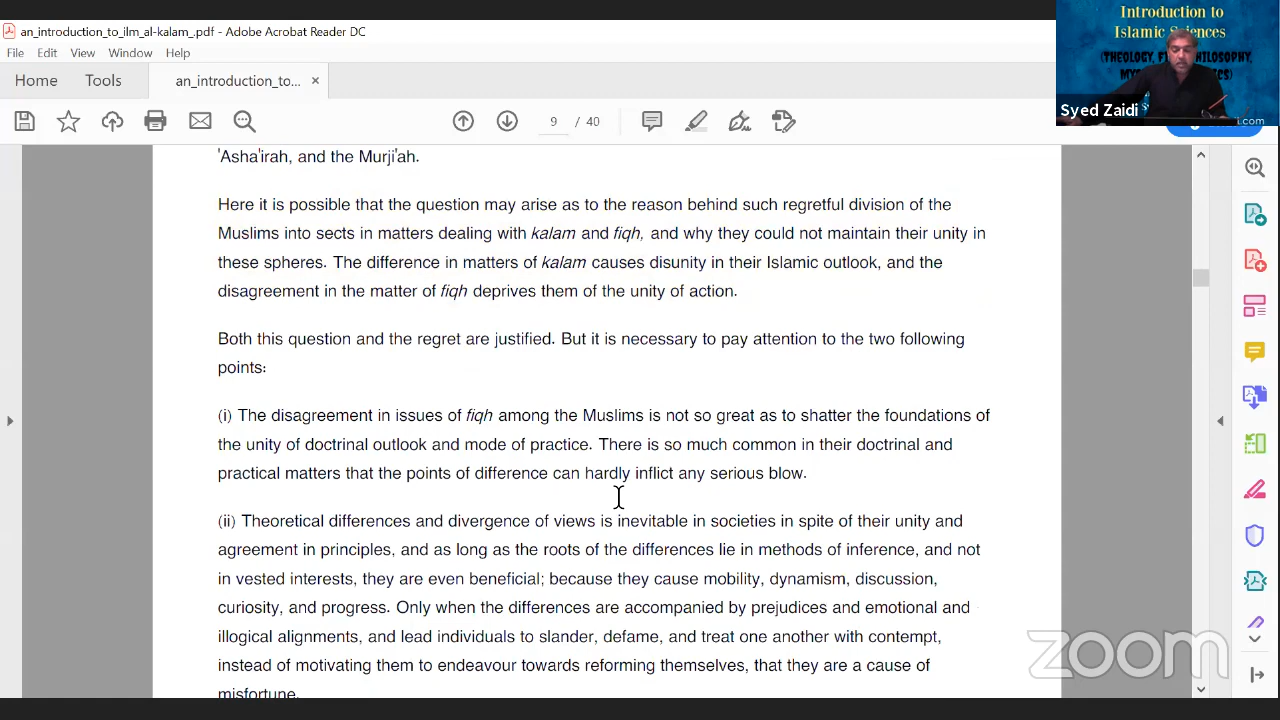 an_introduction_to_ilm_al-kalam_.pdf - Adobe Acrobat Reader DC
File Edit View Window Help
Home Tools an_introduction_to... ×
9 / 40
Introduction to
Islamic Sciences
(THEOLOGY,
Syed Zaidi
.com
'Asha'irah, and the Murji'ah.
Here it is possible that the question may arise as to the reason behind such regretful division of the
Muslims into sects in matters dealing with kalam and fiqh, and why they could not maintain their unity in
these spheres. The difference in matters of kalam causes disunity in their Islamic outlook, and the
disagreement in the matter of fiqh deprives them of the unity of action.
Both this question and the regret are justified. But it is necessary to pay attention to the two following
points:
(i) The disagreement in issues of fiqh among the Muslims is not so great as to shatter the foundations of
the unity of doctrinal outlook and mode of practice. There is so much common in their doctrinal and
practical matters that the points of difference can hardly inflict any serious blow.
(ii) Theoretical differences and divergence of views is inevitable in societies in spite of their unity and
agreement in principles, and as long as the roots of the differences lie in methods of inference, and not
in vested interests, they are even beneficial; because they cause mobility, dynamism, discussion,
curiosity, and progress. Only when the differences are accompanied by prejudices and emotional and
illogical alignments, and lead individuals to slander, defame, and treat one another with contempt,
instead of motivating them to endeavour towards reforming themselves, that they are a cause of
misfortune.
zoom